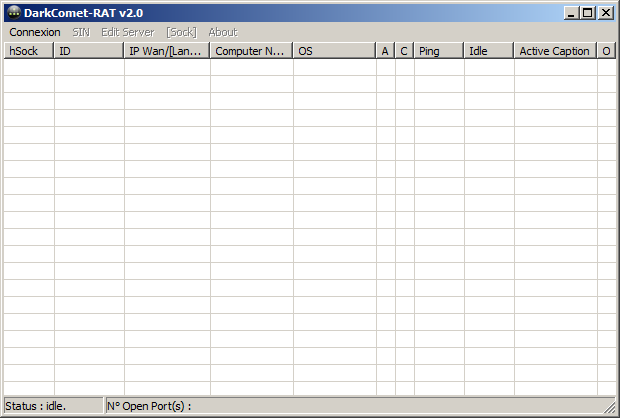 DarkComet-RAT v2.0
Connexion SIN Edit Server [Sock] About
hSock ID IP Wan/[Lan... Computer N... OS A C Ping Idle Active Caption O
Status : idle. N° Open Port(s) :